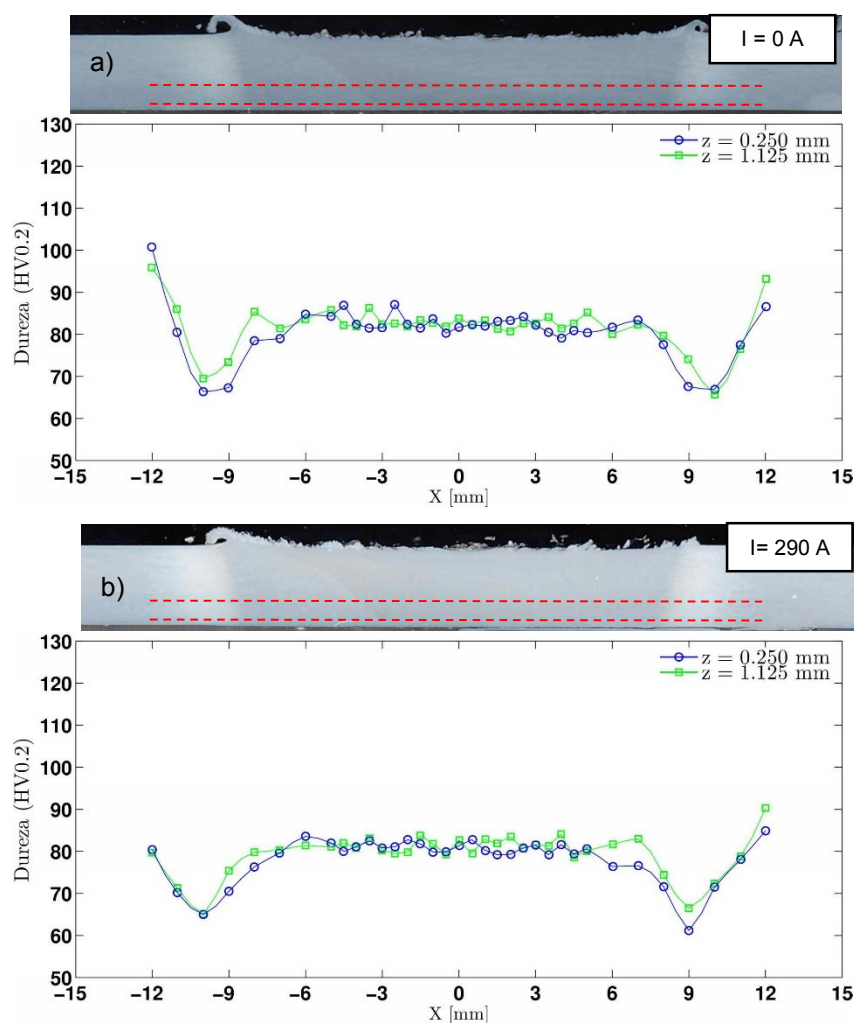 I = 0 A
a)
130
120
110
100
90
80
70
60
50
Dureza (HV0.2)
z = 0.250 mm
z = 1.125 mm
−15 −12 −9 −6 −3 0 3 6 9 12 15
X [mm]
I= 290 A
b)
130
120
110
100
90
80
70
60
50
Dureza (HV0.2)
z = 0.250 mm
z = 1.125 mm
−15 −12 −9 −6 −3 0 3 6 9 12 15
X [mm]